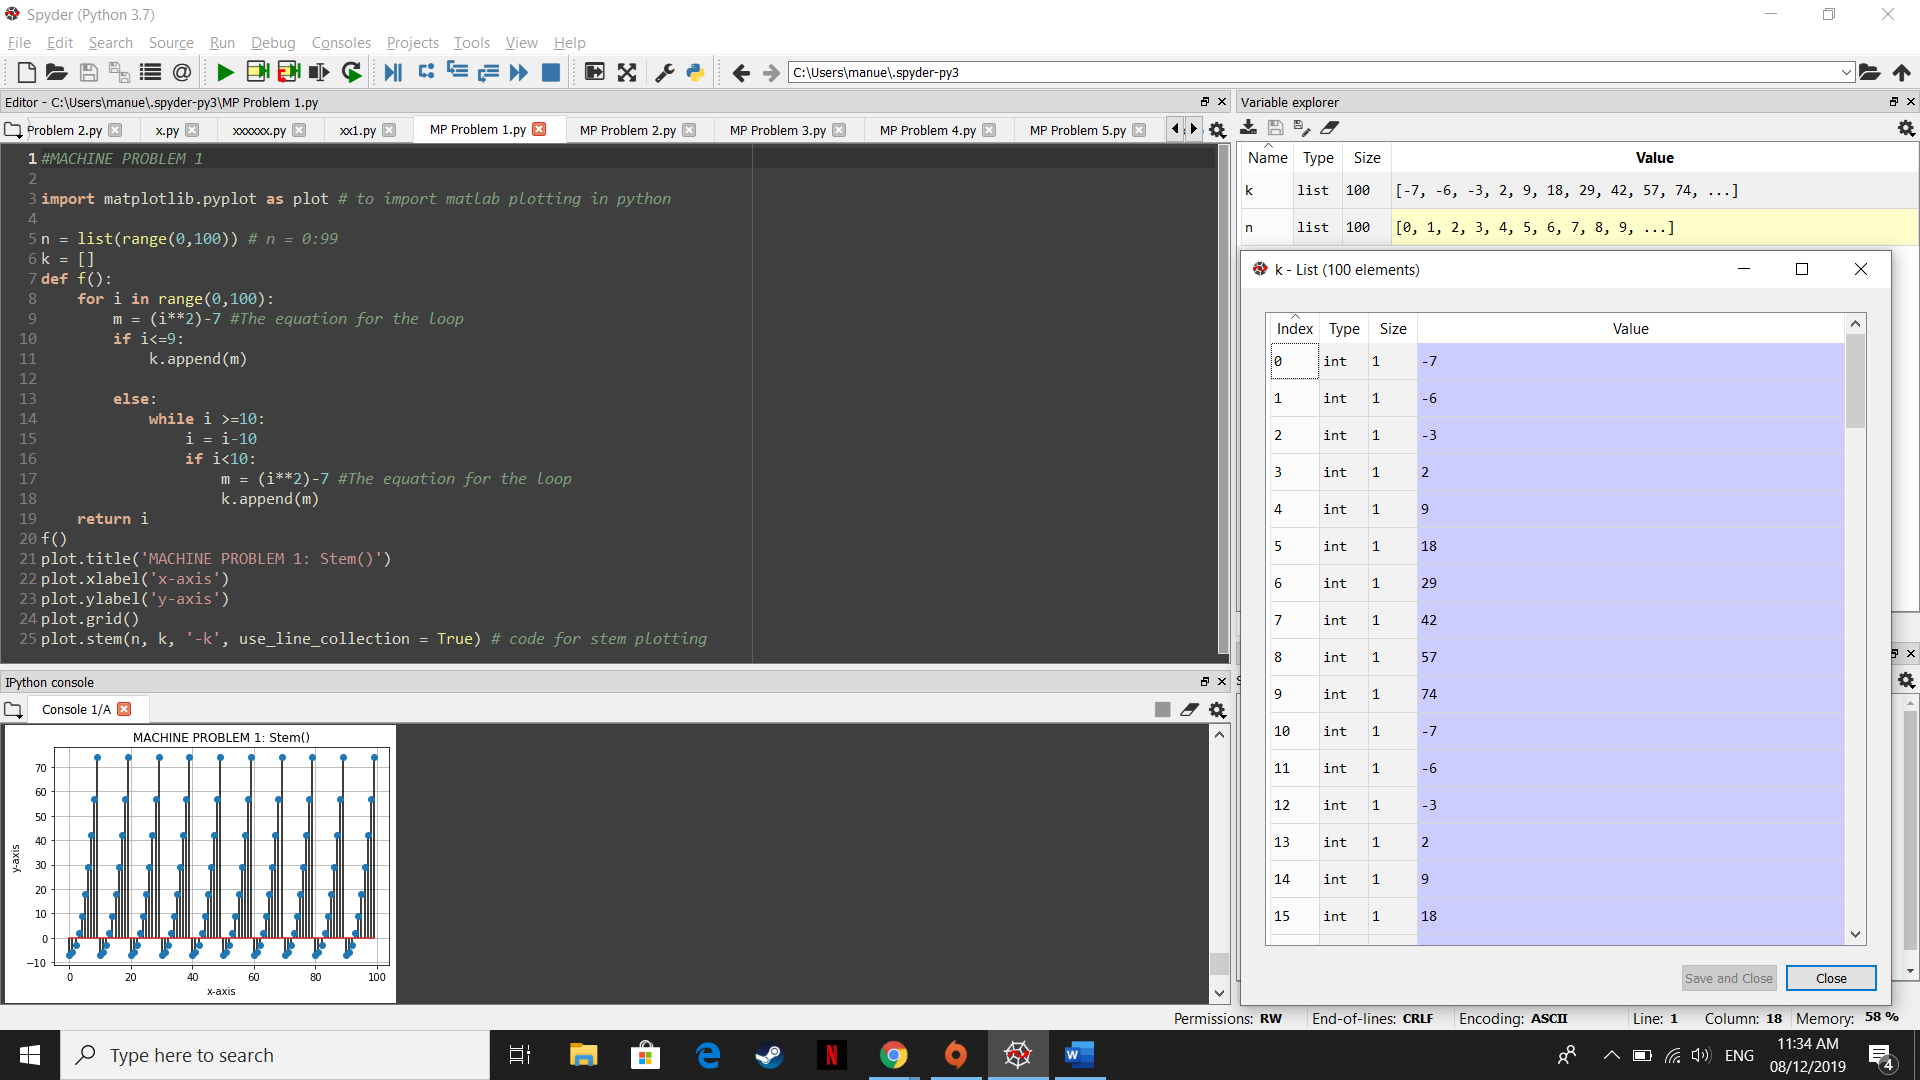 Spyder (Python 3.7)
File Edit Search Source Run Debug Consoles Projects Tools View Help
C:\Users\manue\.spyder-py3
Editor - C:\Users\manue\.spyder-py3\MP Problem 1.py
Problem 2.py x.py xxxxxx.py xx1.py MP Problem 1.py MP Problem 2.py MP Problem 3.py MP Problem 4.py MP Problem 5.py
1 #MACHINE PROBLEM 1
2
3 import matplotlib.pyplot as plot # to import matlab plotting in python
4
5 n = list(range(0,100)) # n = 0:99
6 k = []
7 def f():
8     for i in range(0,100):
9         m = (i**2)-7 #The equation for the loop
10         if i<=9:
11             k.append(m)
12
13         else:
14             while i >=10:
15                 i = i-10
16                 if i<10:
17                     m = (i**2)-7 #The equation for the loop
18                     k.append(m)
19     return i
20 f()
21 plot.title('MACHINE PROBLEM 1: Stem()')
22 plot.xlabel('x-axis')
23 plot.ylabel('y-axis')
24 plot.grid()
25 plot.stem(n, k, '-k', use_line_collection = True) # code for stem plotting
IPython console
Console 1/A
MACHINE PROBLEM 1: Stem()
70
60
50
40
30
20
10
0
−10
y-axis
0 20 40 60 80 100
x-axis
Variable explorer
Name Type Size Value
k list 100 [-7, -6, -3, 2, 9, 18, 29, 42, 57, 74, ...]
n list 100 [0, 1, 2, 3, 4, 5, 6, 7, 8, 9, ...]
k - List (100 elements)
Index Type Size Value
0 int 1 -7
1 int 1 -6
2 int 1 -3
3 int 1 2
4 int 1 9
5 int 1 18
6 int 1 29
7 int 1 42
8 int 1 57
9 int 1 74
10 int 1 -7
11 int 1 -6
12 int 1 -3
13 int 1 2
14 int 1 9
15 int 1 18
Save and Close Close
Permissions: RW End-of-lines: CRLF Encoding: ASCII Line: 1 Column: 18 Memory: 58 %
Type here to search
ENG
11:34 AM
08/12/2019
4